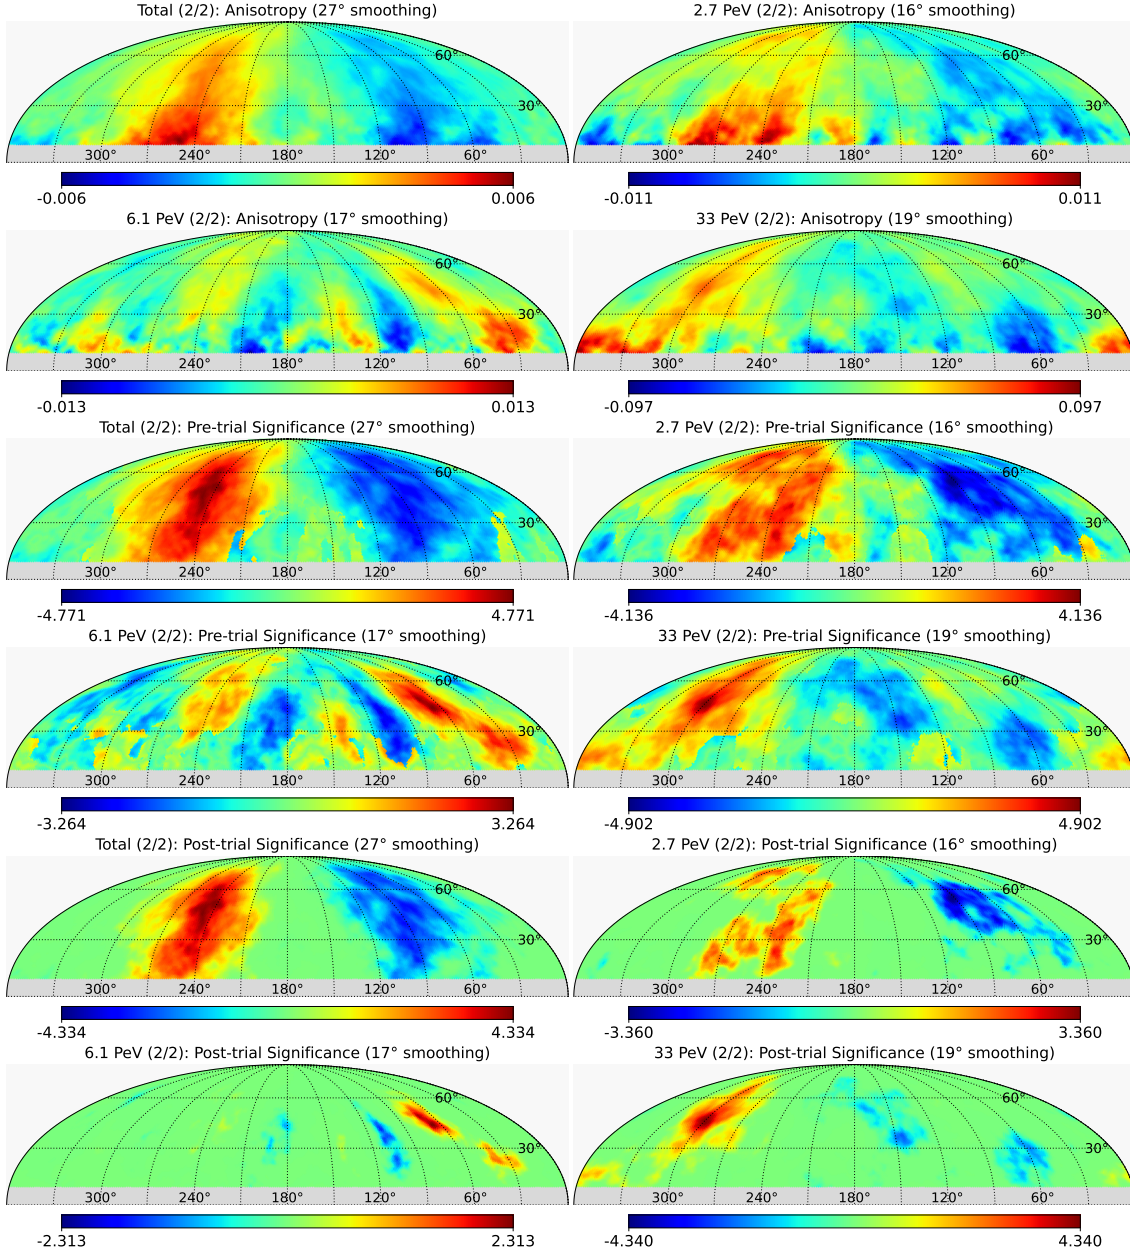 Total (2/2): Anisotropy (27° smoothing)
60°
30°
300° 240° 180° 120° 60°
-0.006 0.006
2.7 PeV (2/2): Anisotropy (16° smoothing)
60°
30°
300° 240° 180° 120° 60°
-0.011 0.011
6.1 PeV (2/2): Anisotropy (17° smoothing)
60°
30°
300° 240° 180° 120° 60°
-0.013 0.013
33 PeV (2/2): Anisotropy (19° smoothing)
60°
30°
300° 240° 180° 120° 60°
-0.097 0.097
Total (2/2): Pre-trial Significance (27° smoothing)
60°
30°
300° 240° 180° 120° 60°
-4.771 4.771
2.7 PeV (2/2): Pre-trial Significance (16° smoothing)
60°
30°
300° 240° 180° 120° 60°
-4.136 4.136
6.1 PeV (2/2): Pre-trial Significance (17° smoothing)
60°
30°
300° 240° 180° 120° 60°
-3.264 3.264
33 PeV (2/2): Pre-trial Significance (19° smoothing)
60°
30°
300° 240° 180° 120° 60°
-4.902 4.902
Total (2/2): Post-trial Significance (27° smoothing)
60°
30°
300° 240° 180° 120° 60°
-4.334 4.334
2.7 PeV (2/2): Post-trial Significance (16° smoothing)
60°
30°
300° 240° 180° 120° 60°
-3.360 3.360
6.1 PeV (2/2): Post-trial Significance (17° smoothing)
60°
30°
300° 240° 180° 120° 60°
-2.313 2.313
33 PeV (2/2): Post-trial Significance (19° smoothing)
60°
30°
300° 240° 180° 120° 60°
-4.340 4.340